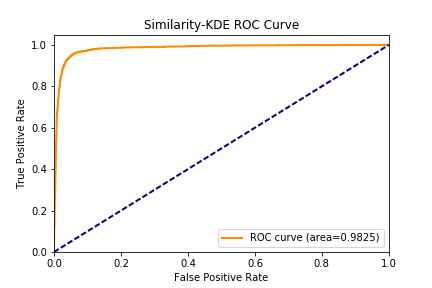 Similarity-KDE ROC Curve
True Positive Rate
1.0
0.8
0.6
0.4
0.2
0.0
ROC curve (area=0.9825)
0.0 0.2 0.4 0.6 0.8 1.0
False Positive Rate